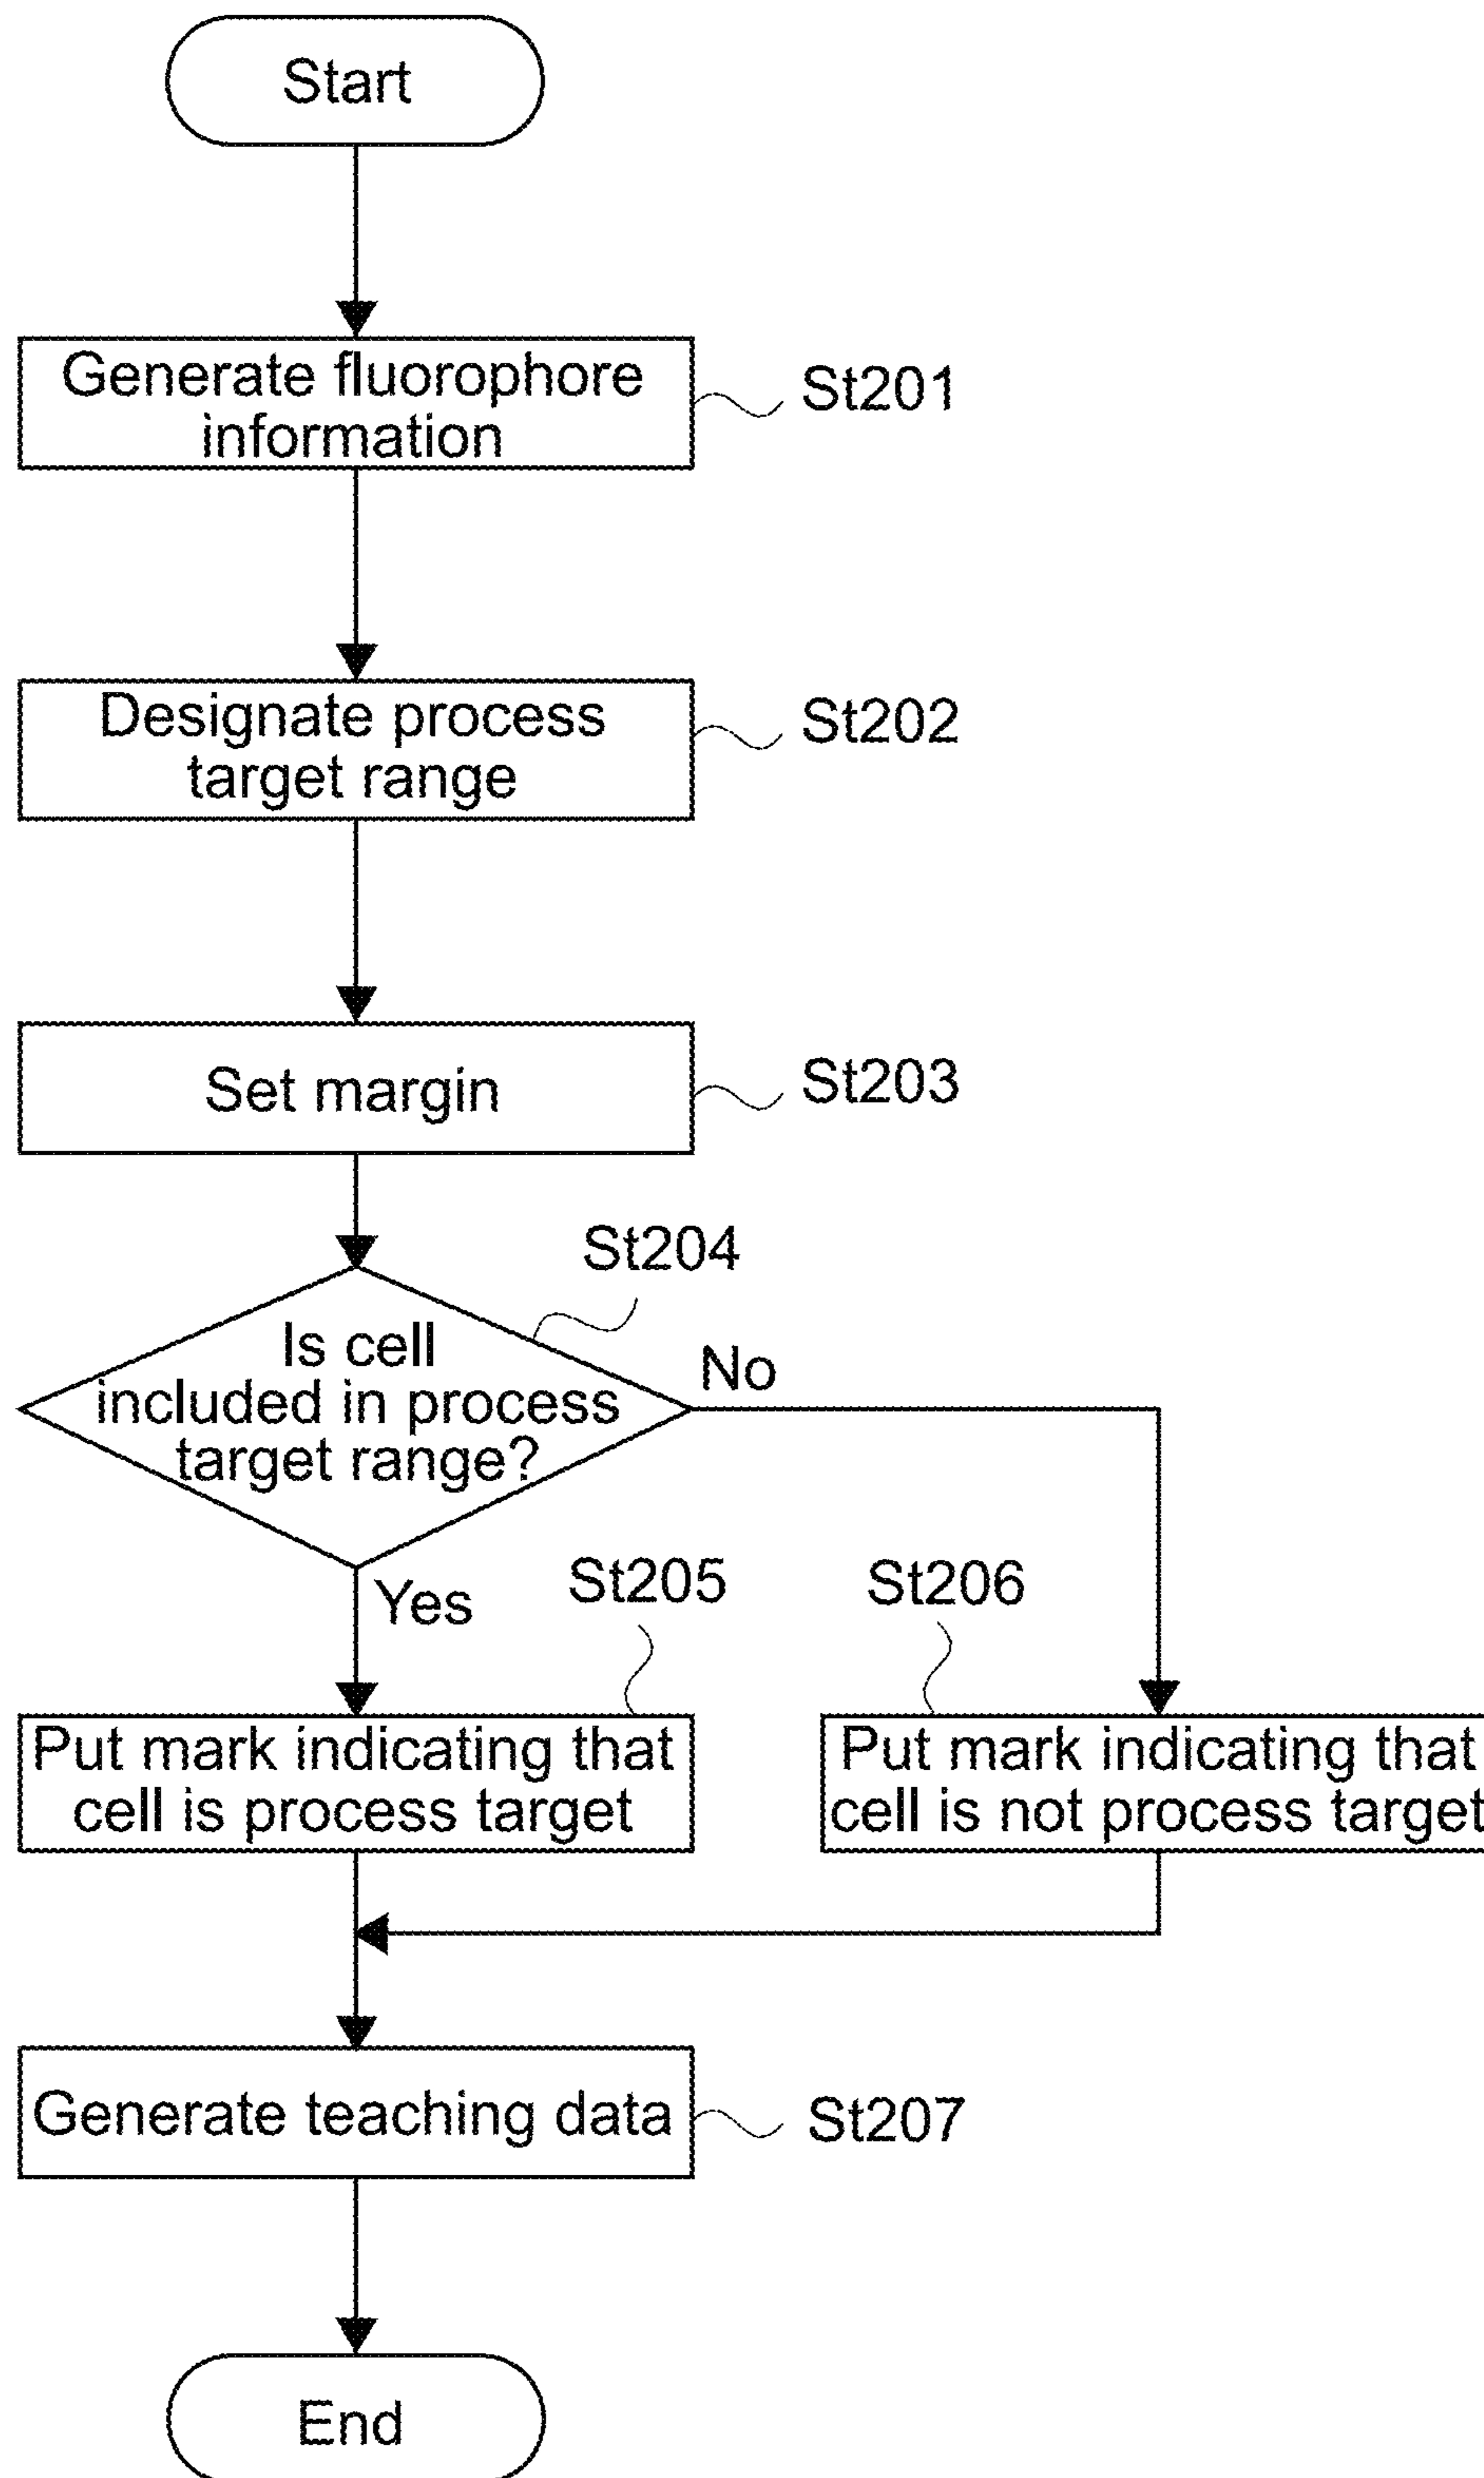 Start
Generate fluorophore
information
St201
Designate process
target range
St202
Set margin
St203
St204
Is cell
included in process
target range?
No
Yes
St205
St206
Put mark indicating that
cell is process target
Put mark indicating that
cell is not process target
Generate teaching data
St207
End